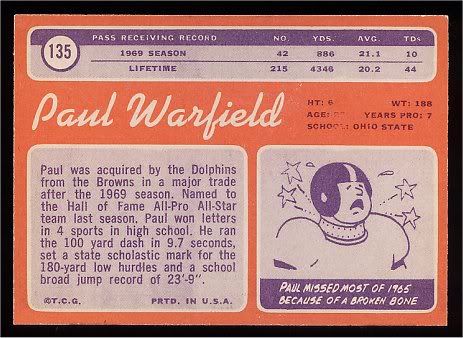 135
PASS RECEIVING RECORD NO. YDS. AVG. TDs
1969 SEASON 42 886 21.1 10
LIFETIME 215 4346 20.2 44
Paul Warfield
HT: 6 WT: 188
AGE: YEARS PRO: 7
SCHOOL: OHIO STATE
Paul was acquired by the Dolphins
from the Browns in a major trade
after the 1969 season. Named to
the Hall of Fame All-Pro All-Star
team last season. Paul won letters
in 4 sports in high school. He ran
the 100 yard dash in 9.7 seconds,
set a state scholastic mark for the
180-yard low hurdles and a school
broad jump record of 23'-9".
©T.C.G. PRTD. IN U.S.A.
PAUL MISSED MOST OF 1965
BECAUSE OF A BROKEN BONE